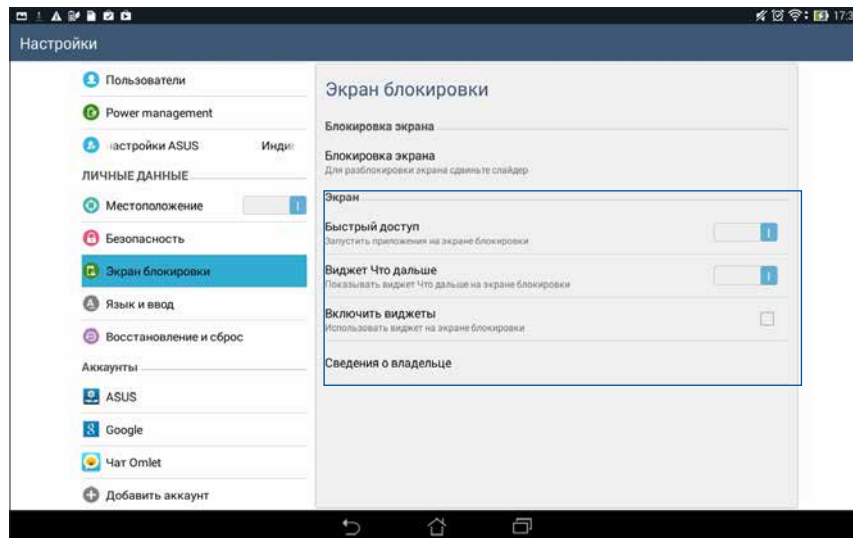 17:3
Настройки
Пользователи
Power management
астройки ASUS
Инди
ЛИЧНЫЕ ДАННЫЕ
Местоположение
Безопасность
Экран блокировки
Язык и ввод
Восстановление и сброс
Аккаунты
ASUS
Google
Чат Omlet
Добавить аккаунт
Экран блокировки
Блокировка экрана
Блокировка экрана
Для разблокировки экрана сдвиньте слайдер
Экран
Быстрый доступ
Запустить приложения на экране блокировки
Виджет Что дальше
Показывать виджет Что дальше на экране блокировки
Включить виджеты
Использовать виджет на экране блокировки
Сведения о владельце